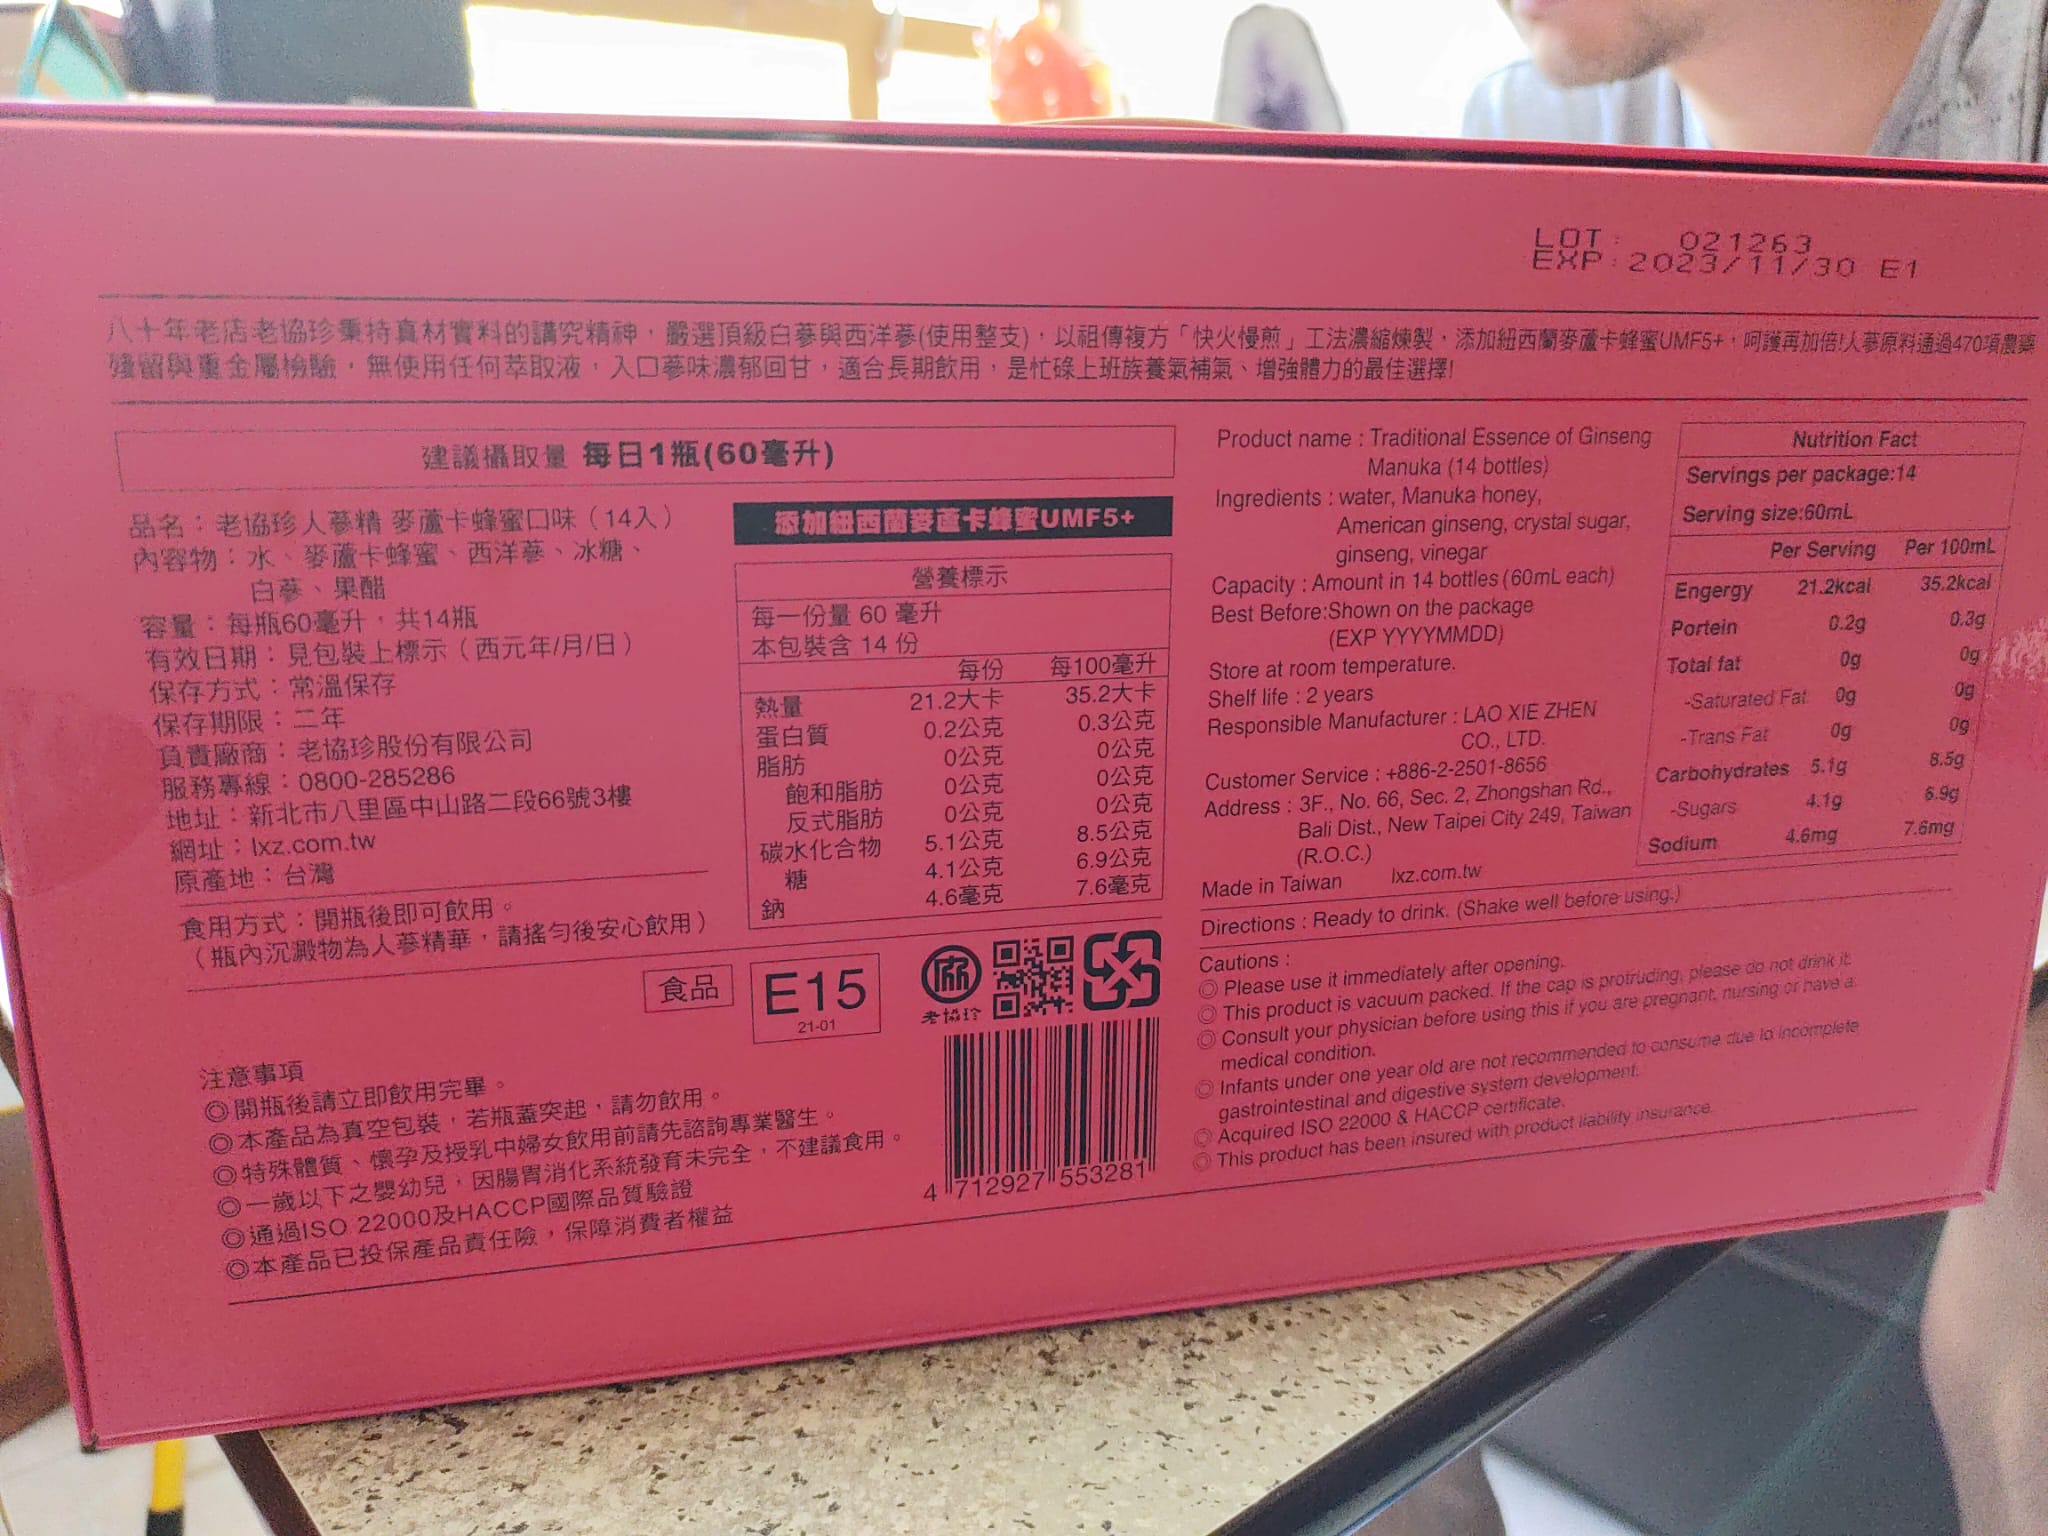 LOT : 021263
EXP : 2023/11/30 E1
八十年老店老協珍秉持真材實料的講究精神，嚴選頂級白蔘與西洋蔘(使用整支)，以祖傳複方「快火慢煎」工法濃縮煉製，添加紐西蘭麥蘆卡蜂蜜UMF5+，呵護再加倍!人蔘原料通過470項農藥
殘留與重金屬檢驗，無使用任何萃取液，入口蔘味濃郁回甘，適合長期飲用，是忙碌上班族養氣補氣、增強體力的最佳選擇!
建議攝取量 每日1瓶(60毫升)
品名：老協珍人蔘精 麥蘆卡蜂蜜口味（14入）
內容物：水、麥蘆卡蜂蜜、西洋蔘、冰糖、
白蔘、果醋
容量：每瓶60毫升，共14瓶
有效日期：見包裝上標示（西元年/月/日）
保存方式：常溫保存
保存期限：二年
負責廠商：老協珍股份有限公司
服務專線：0800-285286
地址：新北市八里區中山路二段66號3樓
網址：lxz.com.tw
原產地：台灣
食用方式：開瓶後即可飲用。
（瓶內沉澱物為人蔘精華，請搖勻後安心飲用）
食品
E15
21-01
注意事項
◎開瓶後請立即飲用完畢。
◎本產品為真空包裝，若瓶蓋突起，請勿飲用。
◎特殊體質、懷孕及授乳中婦女飲用前請先諮詢專業醫生。
◎一歲以下之嬰幼兒，因腸胃消化系統發育未完全，不建議食用。
◎通過ISO 22000及HACCP國際品質驗證
◎本產品已投保產品責任險，保障消費者權益
添加紐西蘭麥蘆卡蜂蜜UMF5+
營養標示
每一份量 60 毫升
本包裝含 14 份
每份 每100毫升
熱量 21.2大卡 35.2大卡
蛋白質 0.2公克 0.3公克
脂肪 0公克 0公克
飽和脂肪 0公克 0公克
反式脂肪 0公克 0公克
碳水化合物 5.1公克 8.5公克
糖 4.1公克 6.9公克
鈉 4.6毫克 7.6毫克
老協珍
4 712927 553281
Product name : Traditional Essence of Ginseng
Manuka (14 bottles)
Ingredients : water, Manuka honey,
American ginseng, crystal sugar,
ginseng, vinegar
Capacity : Amount in 14 bottles (60mL each)
Best Before:Shown on the package
(EXP YYYYMMDD)
Store at room temperature.
Shelf life : 2 years
Responsible Manufacturer : LAO XIE ZHEN
CO., LTD.
Customer Service : +886-2-2501-8656
Address : 3F., No. 66, Sec. 2, Zhongshan Rd.,
Bali Dist., New Taipei City 249, Taiwan
(R.O.C.)
Made in Taiwan lxz.com.tw
Directions : Ready to drink. (Shake well before using.)
Cautions :
◎ Please use it immediately after opening.
◎ This product is vacuum packed. If the cap is protruding, please do not drink it.
◎ Consult your physician before using this if you are pregnant, nursing or have a
medical condition.
◎ Infants under one year old are not recommended to consume due to incomplete
gastrointestinal and digestive system development.
◎ Acquired ISO 22000 & HACCP certificate.
◎ This product has been insured with product liability insurance.
Nutrition Fact
Servings per package:14
Serving size:60mL
Per Serving Per 100mL
Engergy 21.2kcal 35.2kcal
Portein 0.2g 0.3g
Total fat 0g 0g
-Saturated Fat 0g 0g
-Trans Fat 0g 0g
Carbohydrates 5.1g 8.5g
-Sugars 4.1g 6.9g
Sodium 4.6mg 7.6mg